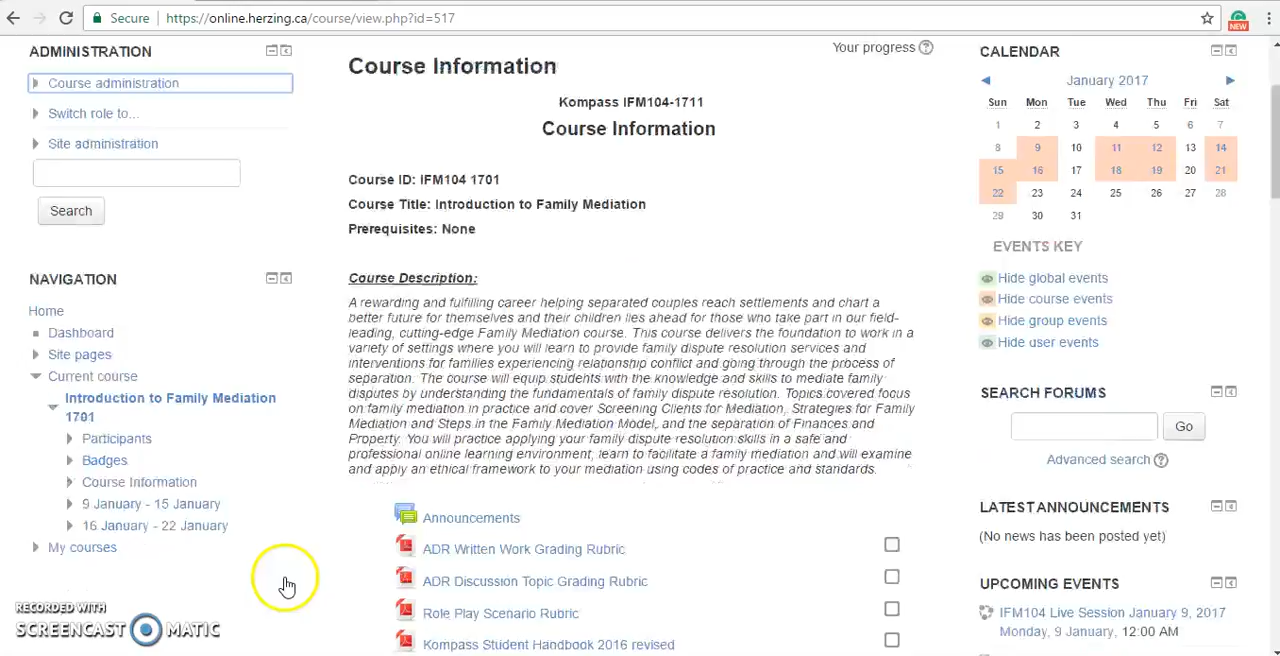 Secure
https://online.herzing.ca/course/view.php?id=517
NEW
ADMINISTRATION
Course administration
Switch role to...
Site administration
Search
NAVIGATION
Home
Dashboard
Site pages
Current course
Introduction to Family Mediation
1701
Participants
Badges
Course Information
9 January - 15 January
16 January - 22 January
My courses
RECORDED WITH
SCREENCAST MATIC
Your progress
Course Information
Kompass IFM104-1711
Course Information
Course ID: IFM104 1701
Course Title: Introduction to Family Mediation
Prerequisites: None
Course Description:
A rewarding and fulfilling career helping separated couples reach settlements and chart a
better future for themselves and their children lies ahead for those who take part in our field-
leading, cutting-edge Family Mediation course. This course delivers the foundation to work in a
variety of settings where you will learn to provide family dispute resolution services and
interventions for families experiencing relationship conflict and going through the process of
separation. The course will equip students with the knowledge and skills to mediate family
disputes by understanding the fundamentals of family dispute resolution. Topics covered focus
on family mediation in practice and cover Screening Clients for Mediation, Strategies for Family
Mediation and Steps in the Family Mediation Model, and the separation of Finances and
Property. You will practice applying your family dispute resolution skills in a safe and
professional online learning environment, learn to facilitate a family mediation and will examine
and apply an ethical framework to your mediation using codes of practice and standards.
Announcements
ADR Written Work Grading Rubric
ADR Discussion Topic Grading Rubric
Role Play Scenario Rubric
Kompass Student Handbook 2016 revised
CALENDAR
January 2017
Sun Mon Tue Wed Thu Fri Sat
1 2 3 4 5 6 7
8 9 10 11 12 13 14
15 16 17 18 19 20 21
22 23 24 25 26 27 28
29 30 31
EVENTS KEY
Hide global events
Hide course events
Hide group events
Hide user events
SEARCH FORUMS
Go
Advanced search
LATEST ANNOUNCEMENTS
(No news has been posted yet)
UPCOMING EVENTS
IFM104 Live Session January 9, 2017
Monday, 9 January, 12:00 AM